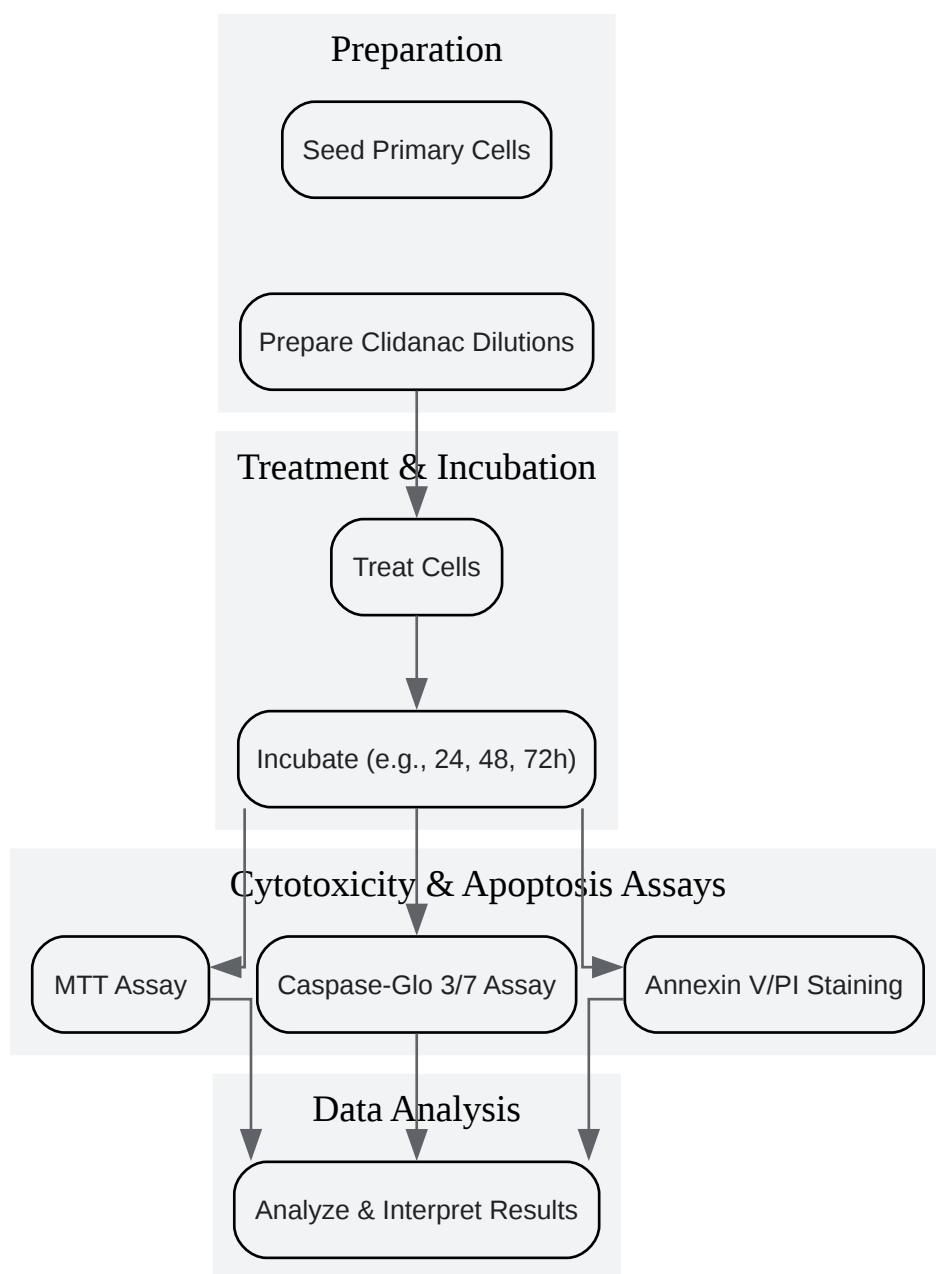 Preparation
Seed Primary Cells
Prepare Clidanac Dilutions
Treatment & Incubation
Treat Cells
Incubate (e.g., 24, 48, 72h)
Cytotoxicity & Apoptosis Assays
MTT Assay
Caspase-Glo 3/7 Assay
Annexin V/PI Staining
Data Analysis
Analyze & Interpret Results